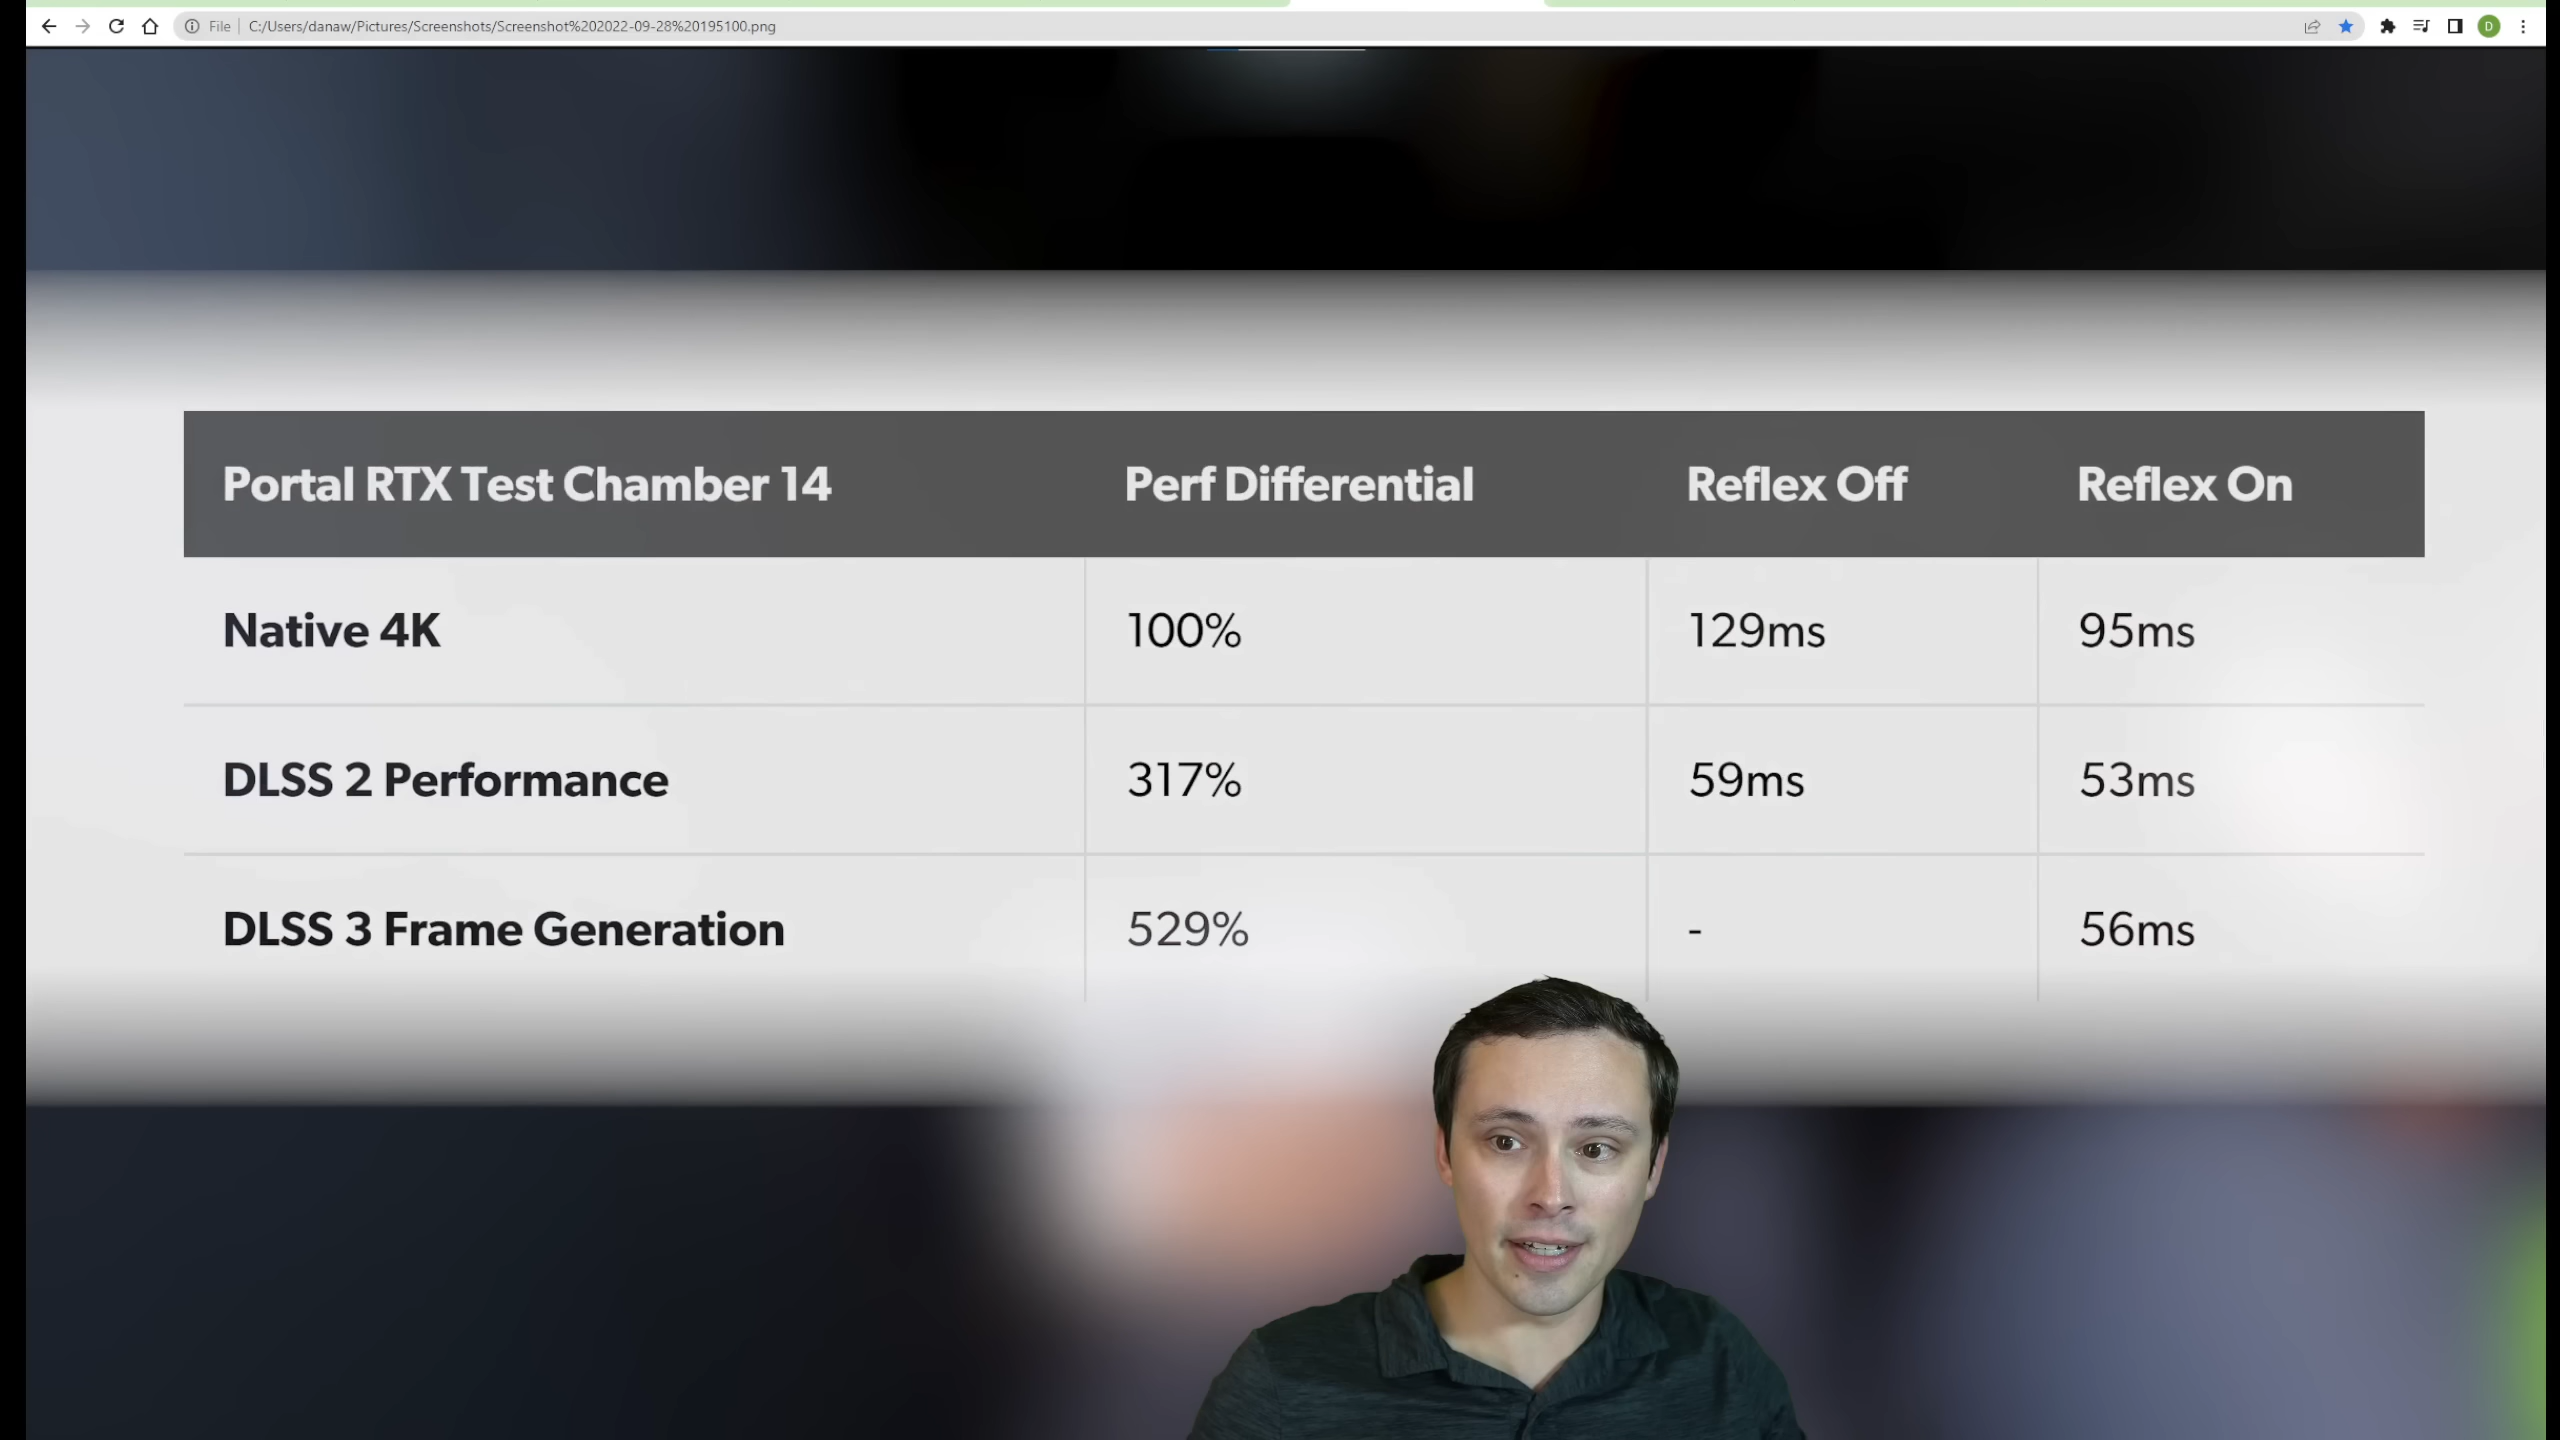 File C:/Users/danaw/Pictures/Screenshots/Screenshot%202022-09-28%20195100.png D
Portal RTX Test Chamber 14 Perf Differential Reflex Off Reflex On
Native 4K 100% 129ms 95ms
DLSS 2 Performance 317% 59ms 53ms
DLSS 3 Frame Generation 529% - 56ms